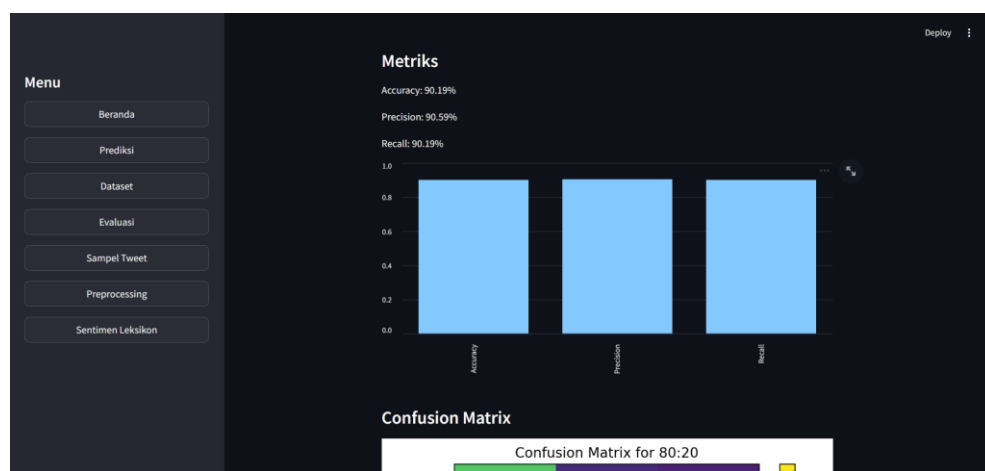 Deploy
Menu
Beranda
Prediksi
Dataset
Evaluasi
Sampel Tweet
Preprocessing
Sentimen Leksikon
Metriks
Accuracy: 90.19%
Precision: 90.59%
Recall: 90.19%
1.0
0.8
0.6
0.4
0.2
0.0
Accuracy
Precision
Recall
Confusion Matrix
Confusion Matrix for 80:20